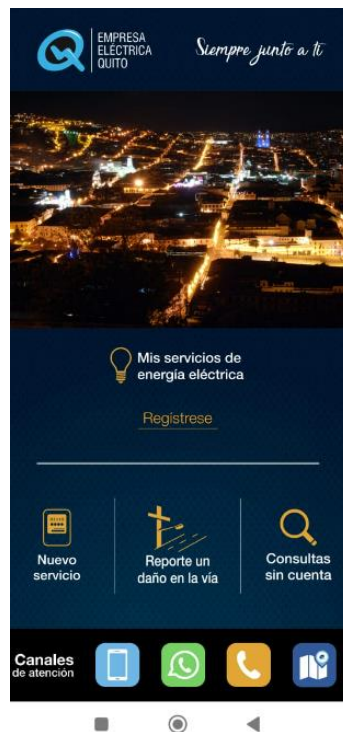 EMPRESA
ELÉCTRICA
QUITO
Siempre junto a ti
Mis servicios de
energía eléctrica
Regístrese
Nuevo
servicio
Reporte un
daño en la vía
Consultas
sin cuenta
Canales
de atención